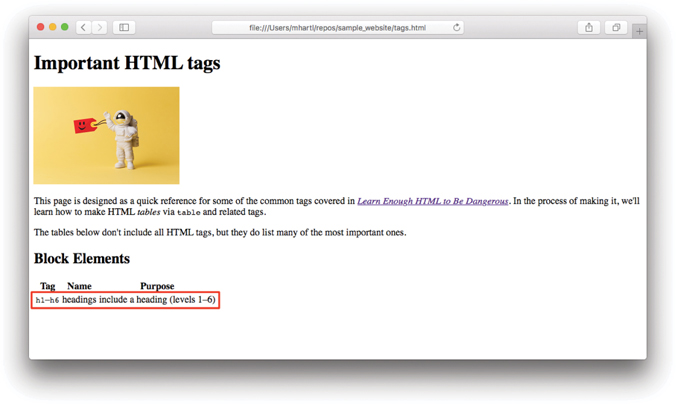 file:///Users/mhartl/repos/sample_website/tags.html
Important HTML tags
This page is designed as a quick reference for some of the common tags covered in Learn Enough HTML to Be Dangerous. In the process of making it, we'll
learn how to make HTML tables via table and related tags.
The tables below don't include all HTML tags, but they do list many of the most important ones.
Block Elements
Tag Name Purpose
h1–h6 headings include a heading (levels 1–6)